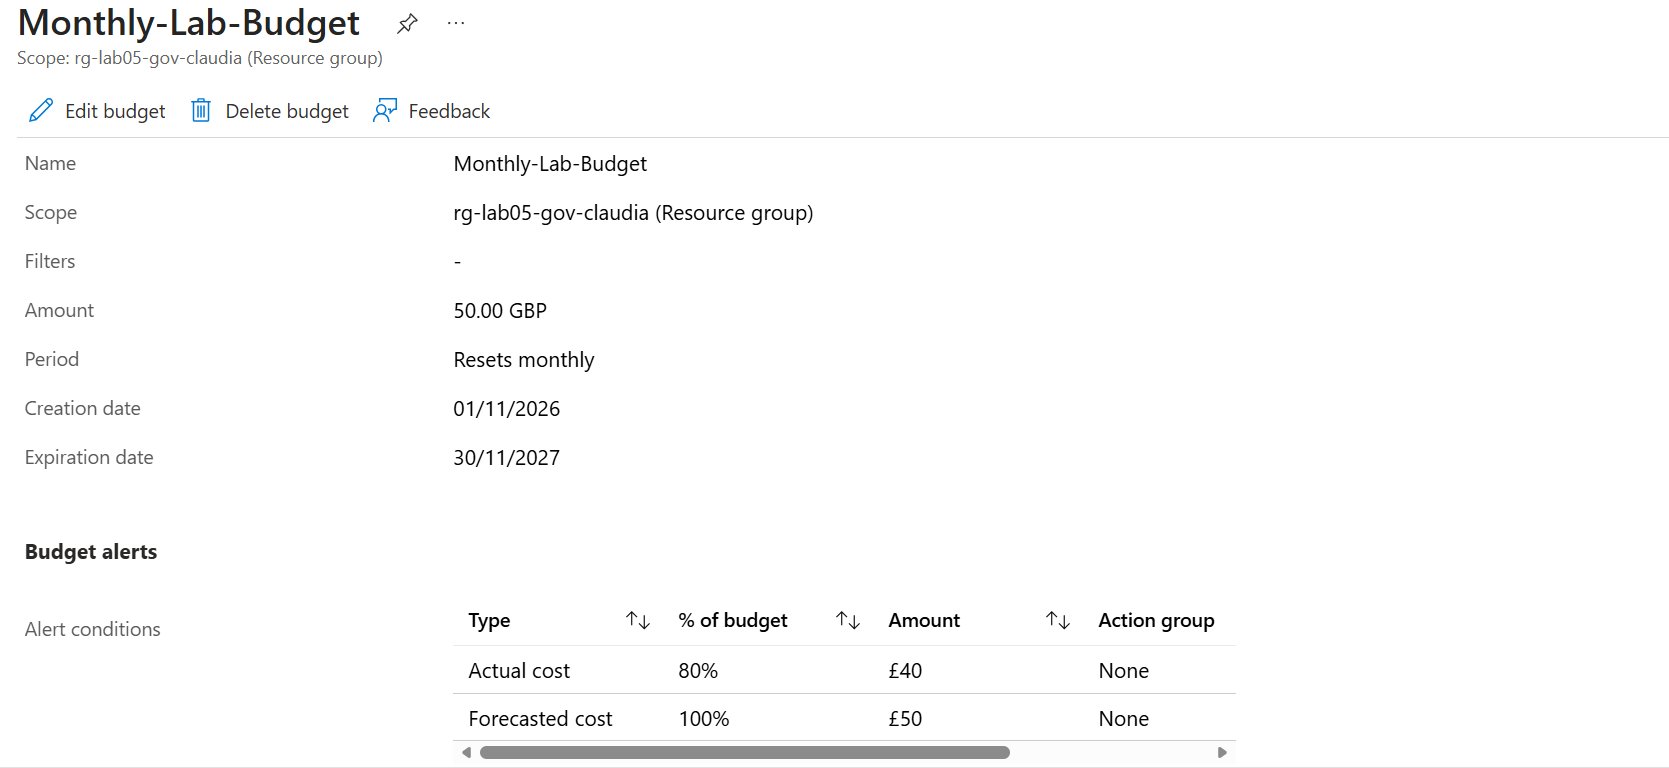 Monthly-Lab-Budget ...
Scope: rg-lab05-gov-claudia (Resource group)
Edit budget Delete budget Feedback
Name Monthly-Lab-Budget
Scope rg-lab05-gov-claudia (Resource group)
Filters -
Amount 50.00 GBP
Period Resets monthly
Creation date 01/11/2026
Expiration date 30/11/2027
Budget alerts
Alert conditions
Type ↑↓ % of budget ↑↓ Amount ↑↓ Action group
Actual cost 80% £40 None
Forecasted cost 100% £50 None